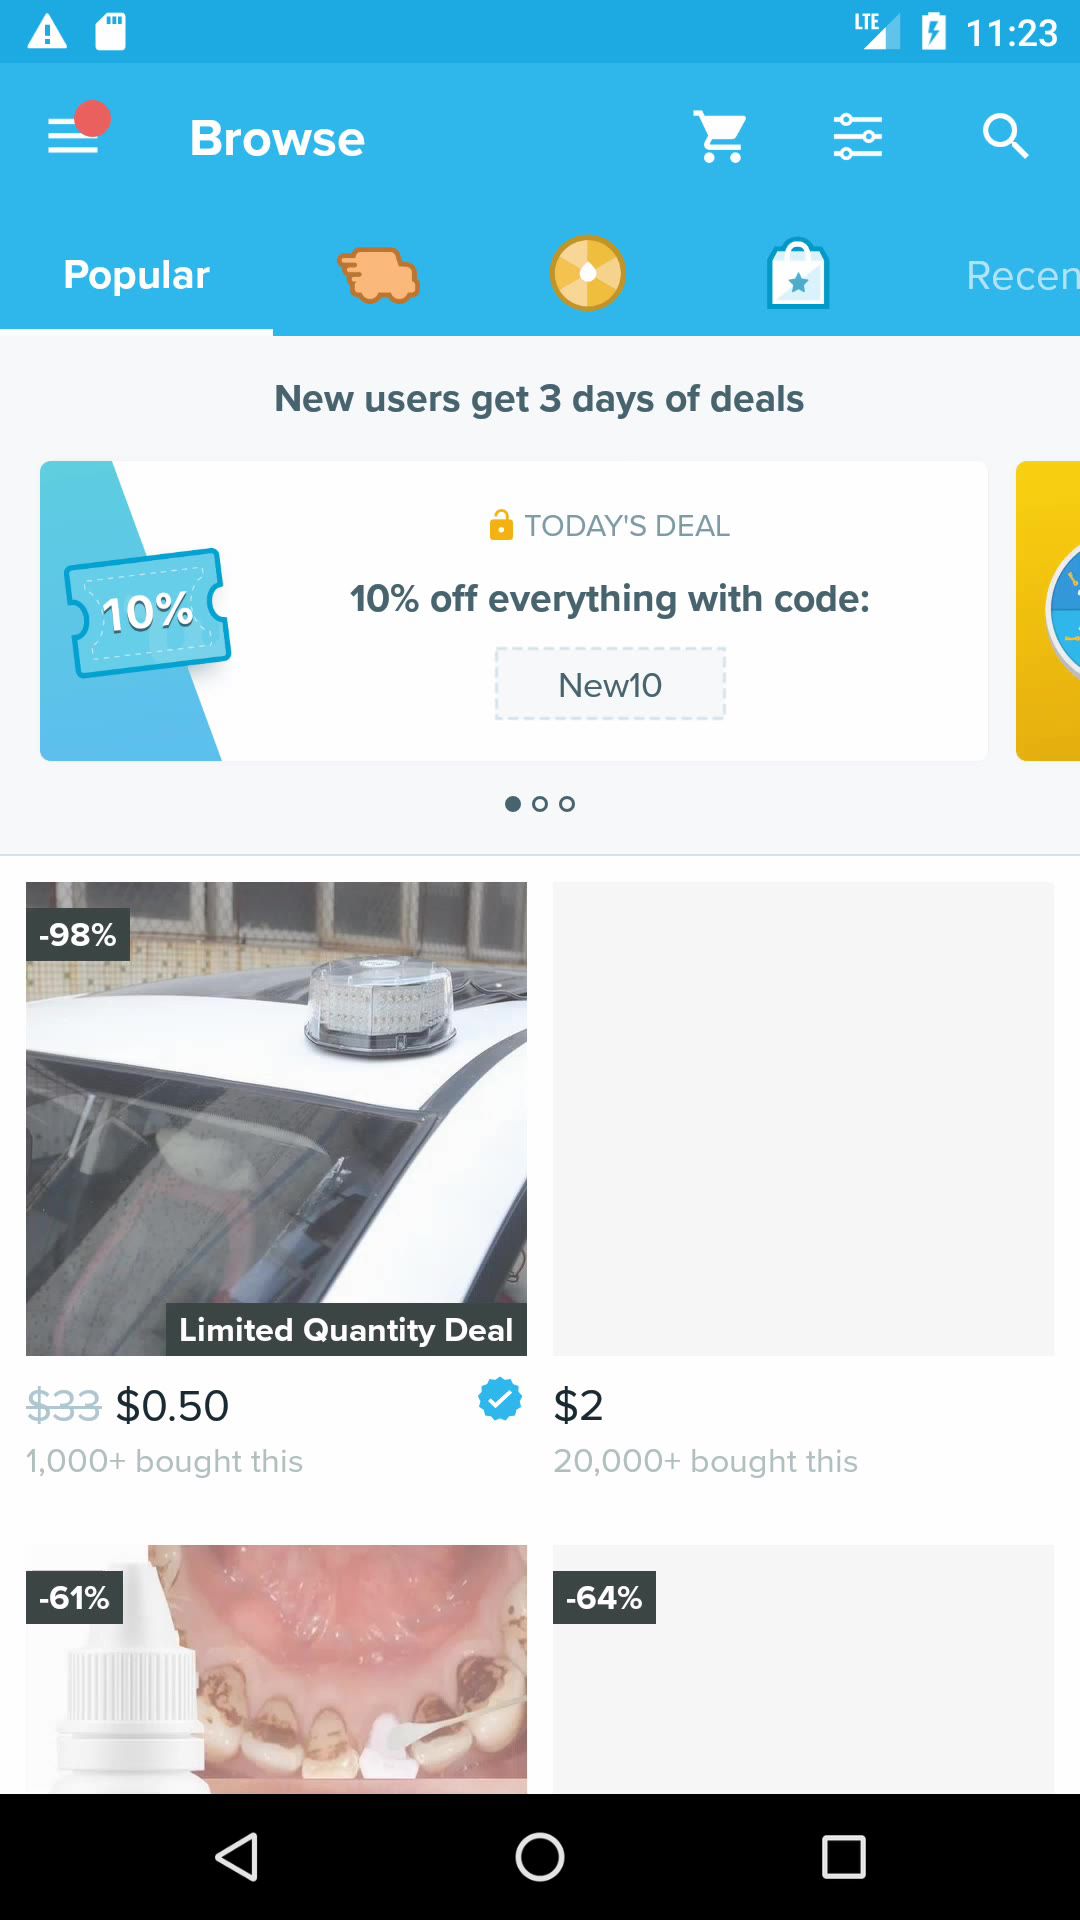 LTE 11:23
Browse
Popular
Recen
New users get 3 days of deals
TODAY'S DEAL
10%
10% off everything with code:
New10
-98%
Limited Quantity Deal
$33 $0.50
$2
1,000+ bought this
20,000+ bought this
-61%
-64%